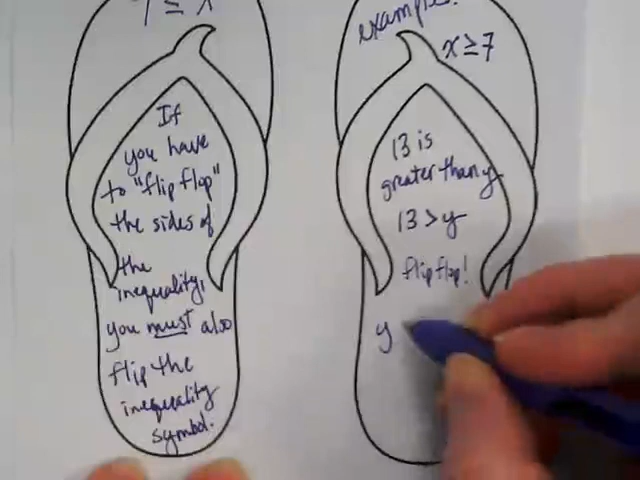 7 ≤ x
If
you have
to "flip flop"
the sides of
the
inequality,
you must also
flip the
inequality
symbol.
example:
x ≥ 7
13 is
greater than y
13 > y
flip flop!
y